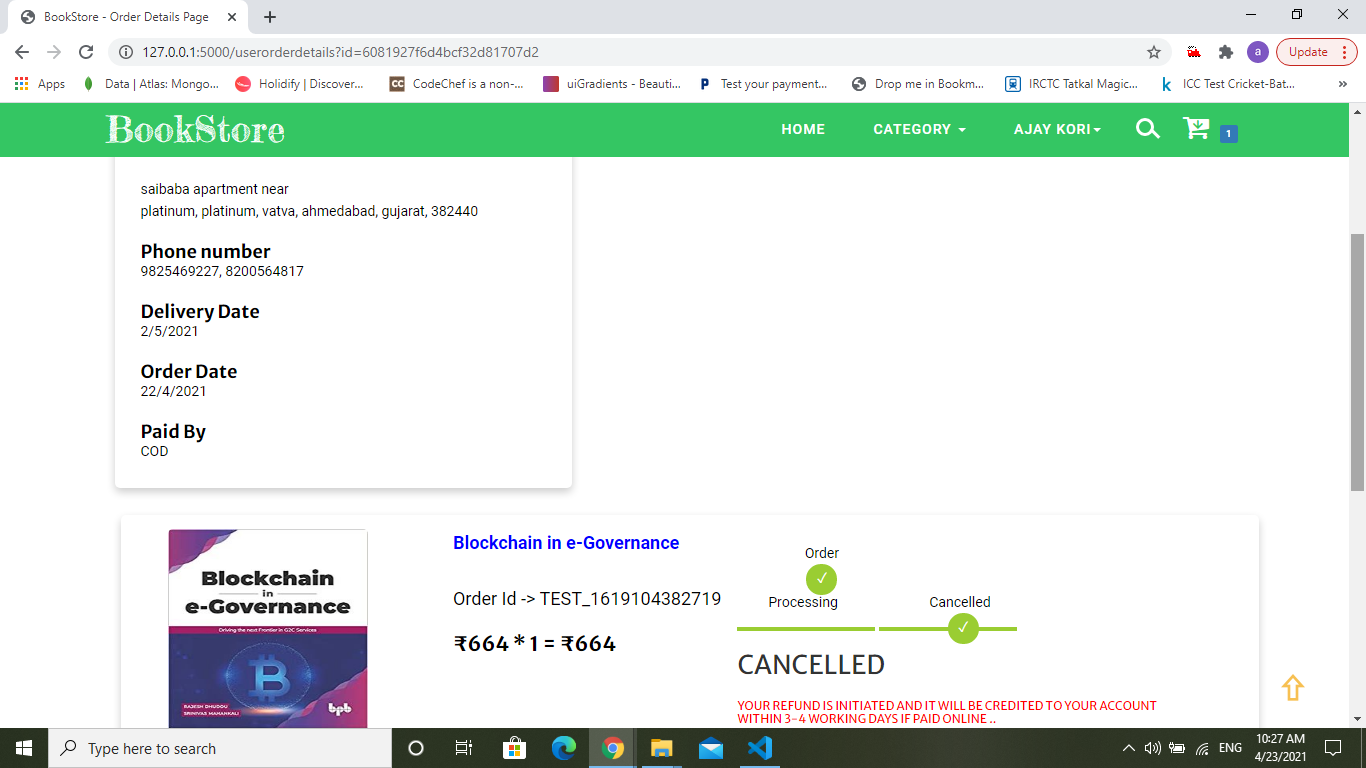 BookStore - Order Details Page
127.0.0.1:5000/userorderdetails?id=6081927f6d4bcf32d81707d2
a
Update
Apps
Data | Atlas: Mongo...
Holidify | Discover...
CC
CodeChef is a non-...
uiGradients - Beauti...
P
Test your payment...
Drop me in Bookm...
IRCTC Tatkal Magic...
k
ICC Test Cricket-Bat...
»
BookStore
HOME
CATEGORY
AJAY KORI
1
saibaba apartment near
platinum, platinum, vatva, ahmedabad, gujarat, 382440
Phone number
9825469227, 8200564817
Delivery Date
2/5/2021
Order Date
22/4/2021
Paid By
COD
Blockchain
in
e-Governance
Driving the next Frontier in G2C Services
RAJESH DHUDDU
SRINIVAS MAHANKALI
bpb
Blockchain in e-Governance
Order Id -> TEST_1619104382719
₹664 * 1 = ₹664
Order
Processing
Cancelled
CANCELLED
YOUR REFUND IS INITIATED AND IT WILL BE CREDITED TO YOUR ACCOUNT
WITHIN 3-4 WORKING DAYS IF PAID ONLINE ..
Type here to search
ENG
10:27 AM
4/23/2021